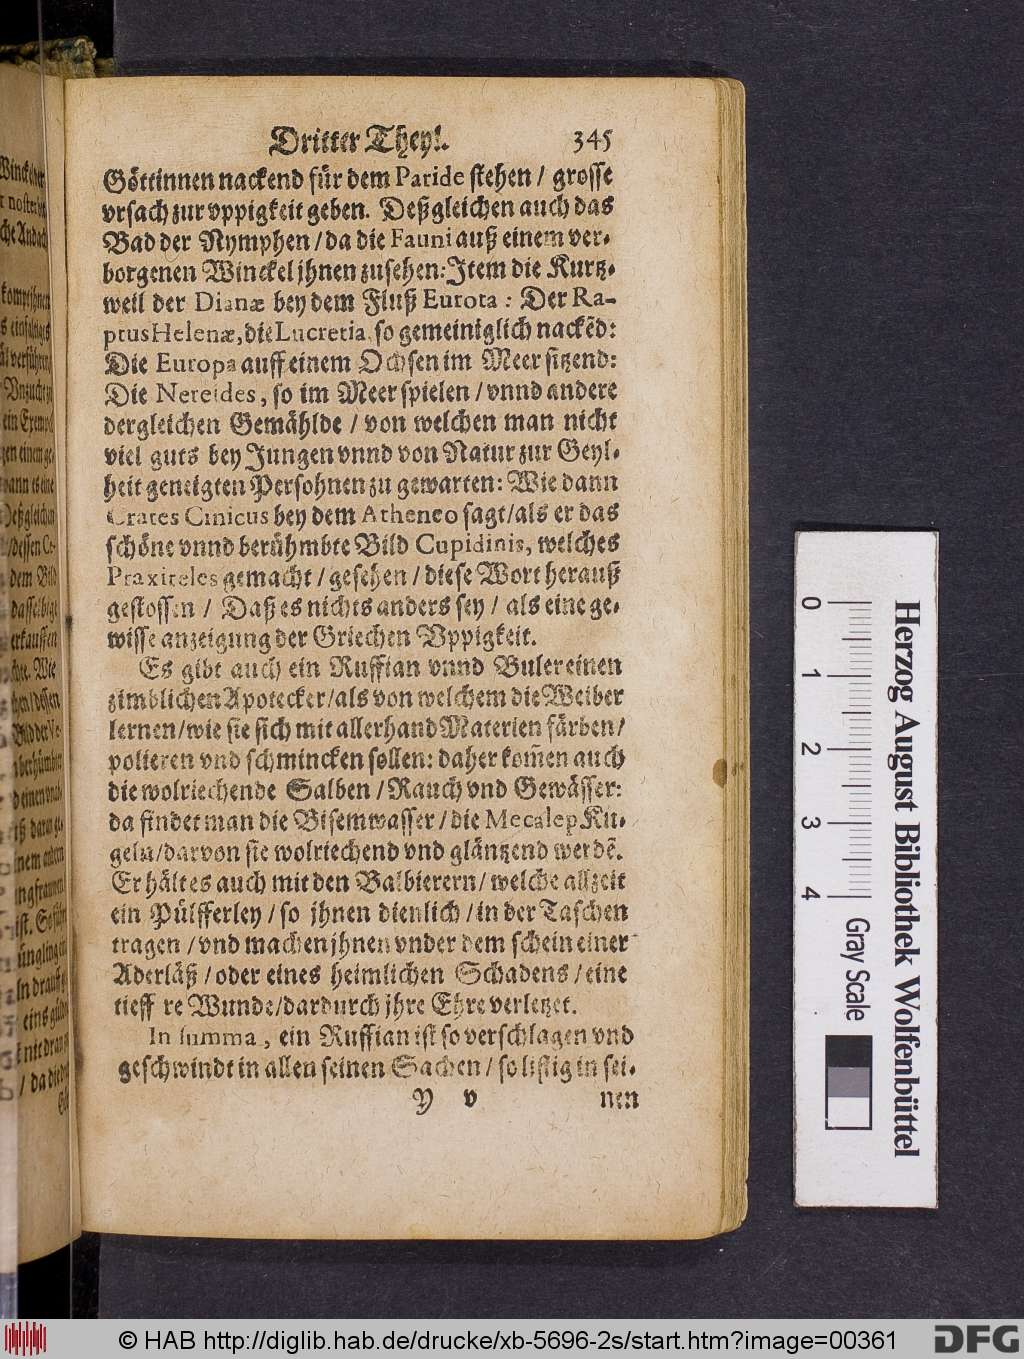 Dritter Theyl. 345
Göttinnen nackend für dem Paride stehen / grosse
vrsach zur vppigkeit geben. Deßgleichen auch das
Bad der Nymphen / da die Fauni auß einem ver-
borgenen Winckel jhnen zusehen: Item die Kurtz-
weil der Dianæ bey dem Fluß Eurota: Der Ra-
ptus Helenæ, die Lucretia, so gemeiniglich nackẽd:
Die Europa auff einem Ochsen im Meer sitzend:
Die Nereides, so im Meer spielen / vnnd andere
dergleichen Gemählde / von welchen man nicht
viel guts bey Jungen vnnd von Natur zur Geyl-
heit geneigten Persohnen zu gewarten: Wie dann
Crates Cinicus bey dem Atheneo sagt / als er das
schöne vnnd berühmbte Bild Cupidinis, welches
Praxiteles gemacht / gesehen / diese Wort herauß
gestossen / Daß es nichts anders sey / als eine ge-
wisse anzeigung der Griechen Vppigkeit.
Es gibt auch ein Ruffian vnnd Buler einen
zimblichen Apotecker / als von welchem die Weiber
lernen / wie sie sich mit allerhand Materien färben /
polieren vnd schmincken sollen: daher kom̃en auch
die wolriechende Salben / Rauch vnd Gewässer:
da findet man die Bisemwasser / die Mecalep Ku-
geln / darvon sie wolriechend vnd gläntzend werdẽ.
Er hält es auch mit den Balbierern / welche allzeit
ein Pülfferley / so jhnen dienlich / in der Taschen
tragen / vnd machen jhnen vnder dem schein einer
Aderläß / oder eines heimlichen Schadens / eine
tieff re Wunde / dardurch jhre Ehre verletzet.
In summa, ein Ruffian ist so verschlagen vnd
geschwindt in allen seinen Sachen / so listig in sei-
Y v nen
Herzog August Bibliothek Wolfenbüttel
0 1 2 3 4 Gray Scale
© HAB http://diglib.hab.de/drucke/xb-5696-2s/start.htm?image=00361 DFG